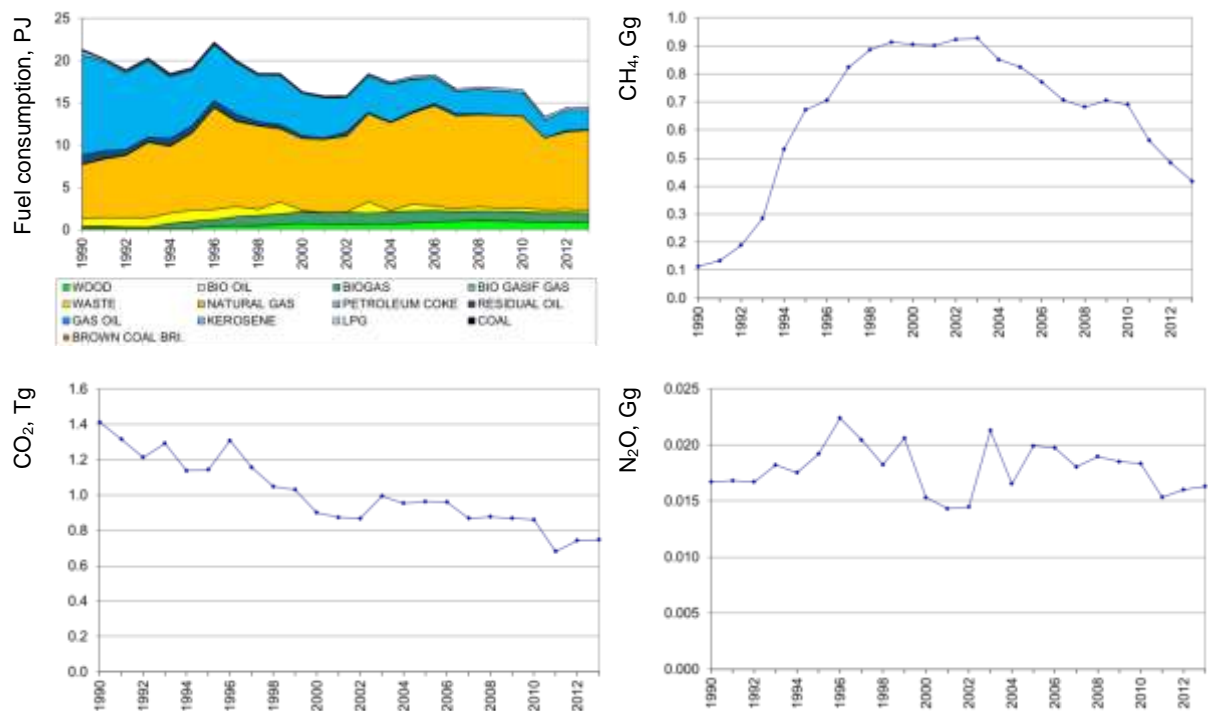 Fuel consumption, PJ
25
20
15
10
5
0
1990 1992 1994 1996 1998 2000 2002 2004 2006 2008 2010 2012
WOOD BIO OIL BIOGAS BIO GASIF GAS
WASTE NATURAL GAS PETROLEUM COKE RESIDUAL OIL
GAS OIL KEROSENE LPG COAL
BROWN COAL BRI.
CH₄, Gg
1.0
0.9
0.8
0.7
0.6
0.5
0.4
0.3
0.2
0.1
0.0
1990 1992 1994 1996 1998 2000 2002 2004 2006 2008 2010 2012
CO₂, Tg
1.6
1.4
1.2
1.0
0.8
0.6
0.4
0.2
0.0
1990 1992 1994 1996 1998 2000 2002 2004 2006 2008 2010 2012
N₂O, Gg
0.025
0.020
0.015
0.010
0.005
0.000
1990 1992 1994 1996 1998 2000 2002 2004 2006 2008 2010 2012